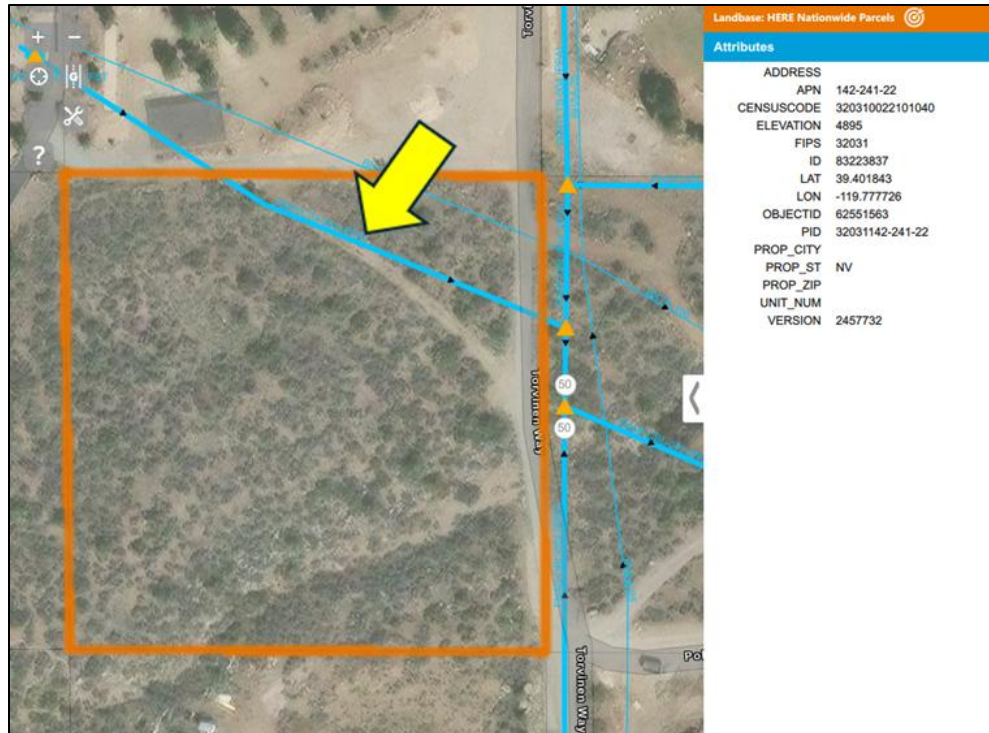 Landbase: HERE Nationwide Parcels
Attributes
ADDRESS
APN 142-241-22
CENSUSCODE 320310022101040
ELEVATION 4895
FIPS 32031
ID 83223837
LAT 39.401843
LON -119.777726
OBJECTID 62551563
PID 32031142-241-22
PROP_CITY
PROP_ST NV
PROP_ZIP
UNIT_NUM
VERSION 2457732
+ −
G
?
50
Torvinen Way
50
Torvinen Way